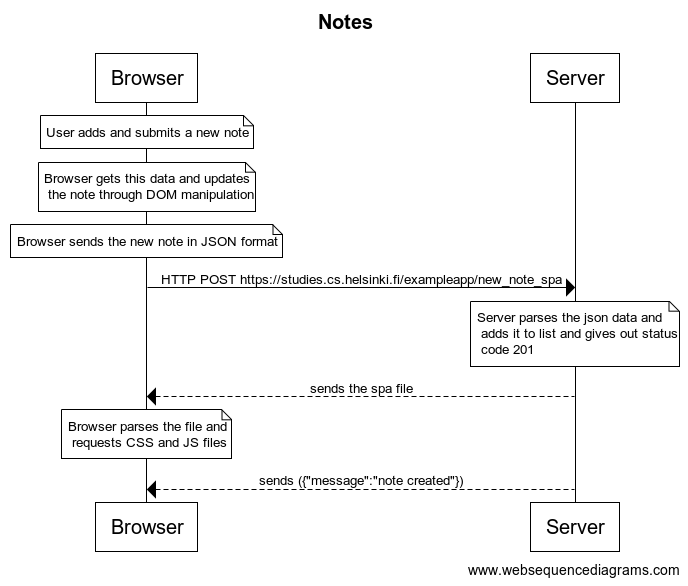 Notes
Browser
Server
User adds and submits a new note
Browser gets this data and updates
the note through DOM manipulation
Browser sends the new note in JSON format
HTTP POST https://studies.cs.helsinki.fi/exampleapp/new_note_spa
Server parses the json data and
adds it to list and gives out status
code 201
sends the spa file
Browser parses the file and
requests CSS and JS files
sends ({"message":"note created"})
Browser
Server
www.websequencediagrams.com